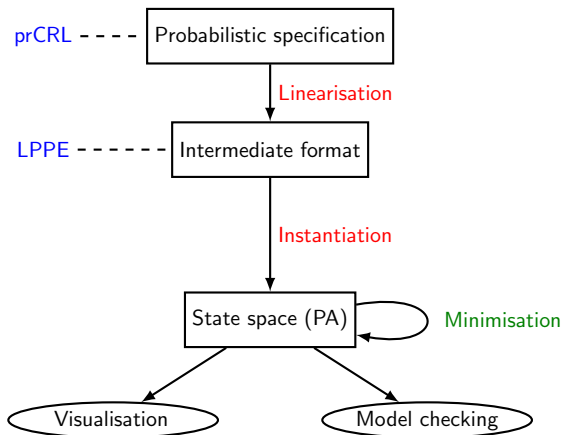 prCRL
Probabilistic specification
Linearisation
LPPE
Intermediate format
Instantiation
State space (PA)
Minimisation
Visualisation
Model checking